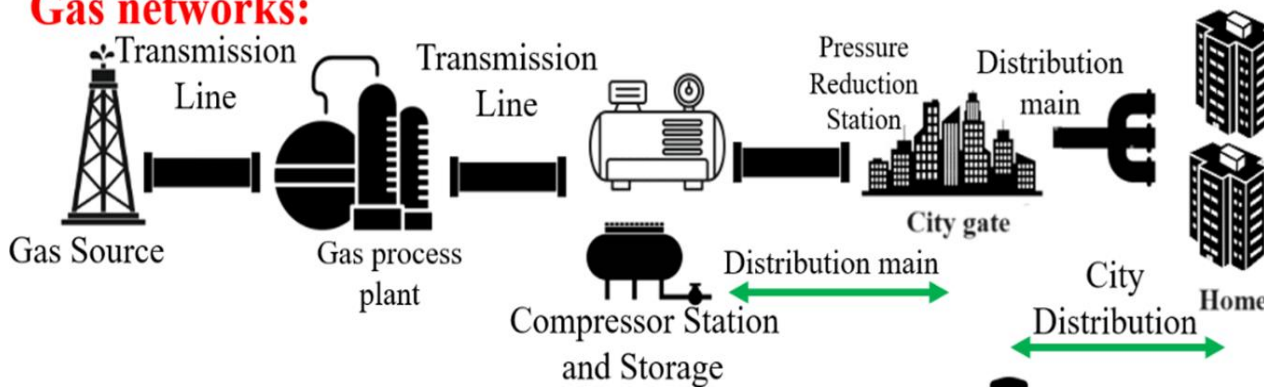 Gas networks:
Transmission
Line
Transmission
Line
Pressure
Reduction
Station
Distribution
main
Gas Source
Gas process
plant
City gate
Distribution main
Compressor Station
and Storage
City
Distribution
Home